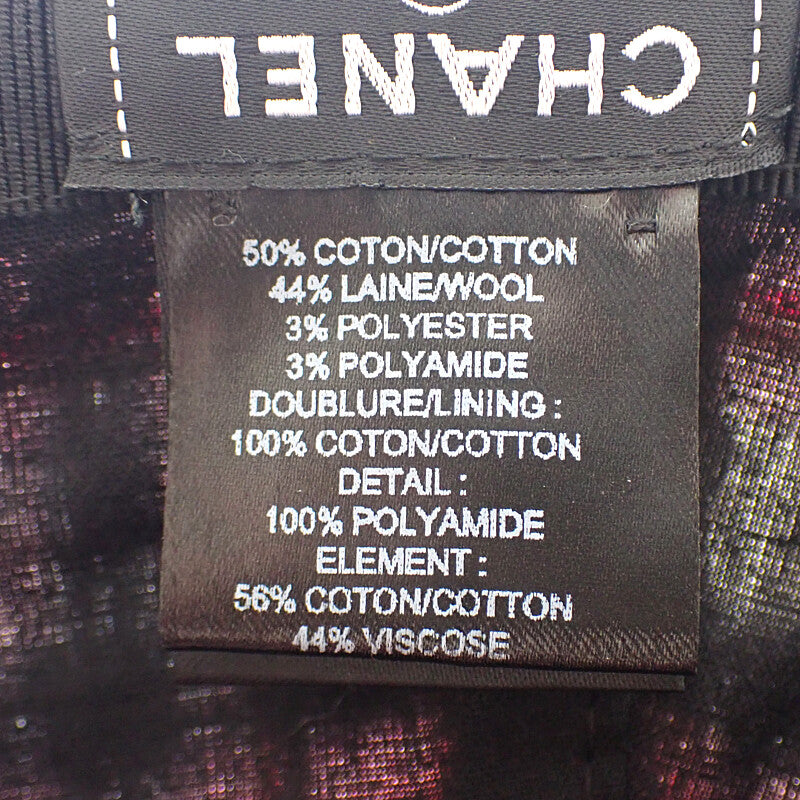 CHANEL
50% COTON/COTTON
44% LAINE/WOOL
3% POLYESTER
3% POLYAMIDE
DOUBLURE/LINING :
100% COTON/COTTON
DETAIL :
100% POLYAMIDE
ELEMENT :
56% COTON/COTTON
44% VISCOSE